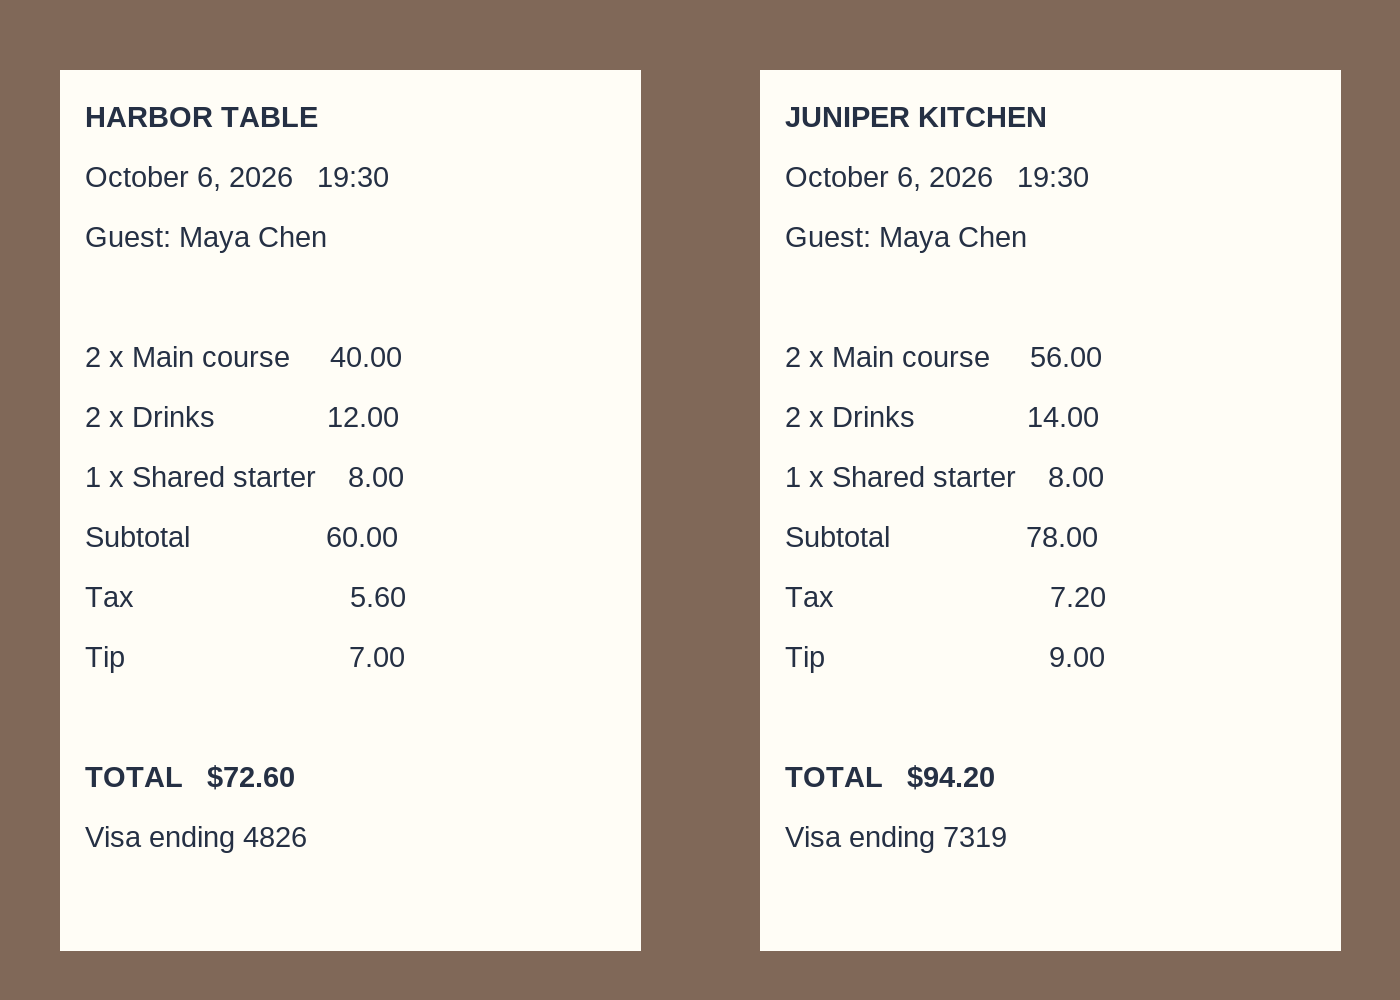 HARBOR TABLE
October 6, 2026 19:30
Guest: Maya Chen
2 x Main course 40.00
2 x Drinks 12.00
1 x Shared starter 8.00
Subtotal 60.00
Tax 5.60
Tip 7.00
TOTAL $72.60
Visa ending 4826
JUNIPER KITCHEN
October 6, 2026 19:30
Guest: Maya Chen
2 x Main course 56.00
2 x Drinks 14.00
1 x Shared starter 8.00
Subtotal 78.00
Tax 7.20
Tip 9.00
TOTAL $94.20
Visa ending 7319